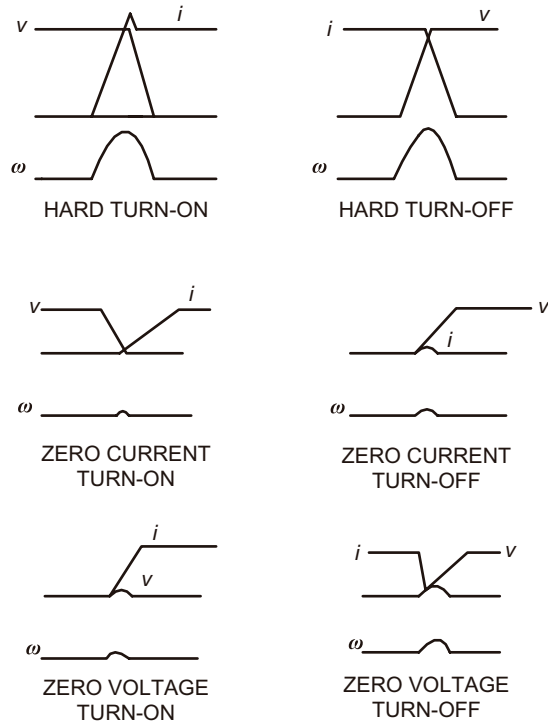 v i
i v
ω
ω
HARD TURN-ON
HARD TURN-OFF
v i
v
i
ω
ω
ZERO CURRENT
TURN-ON
ZERO CURRENT
TURN-OFF
i
v
i v
ω
ω
ZERO VOLTAGE
TURN-ON
ZERO VOLTAGE
TURN-OFF